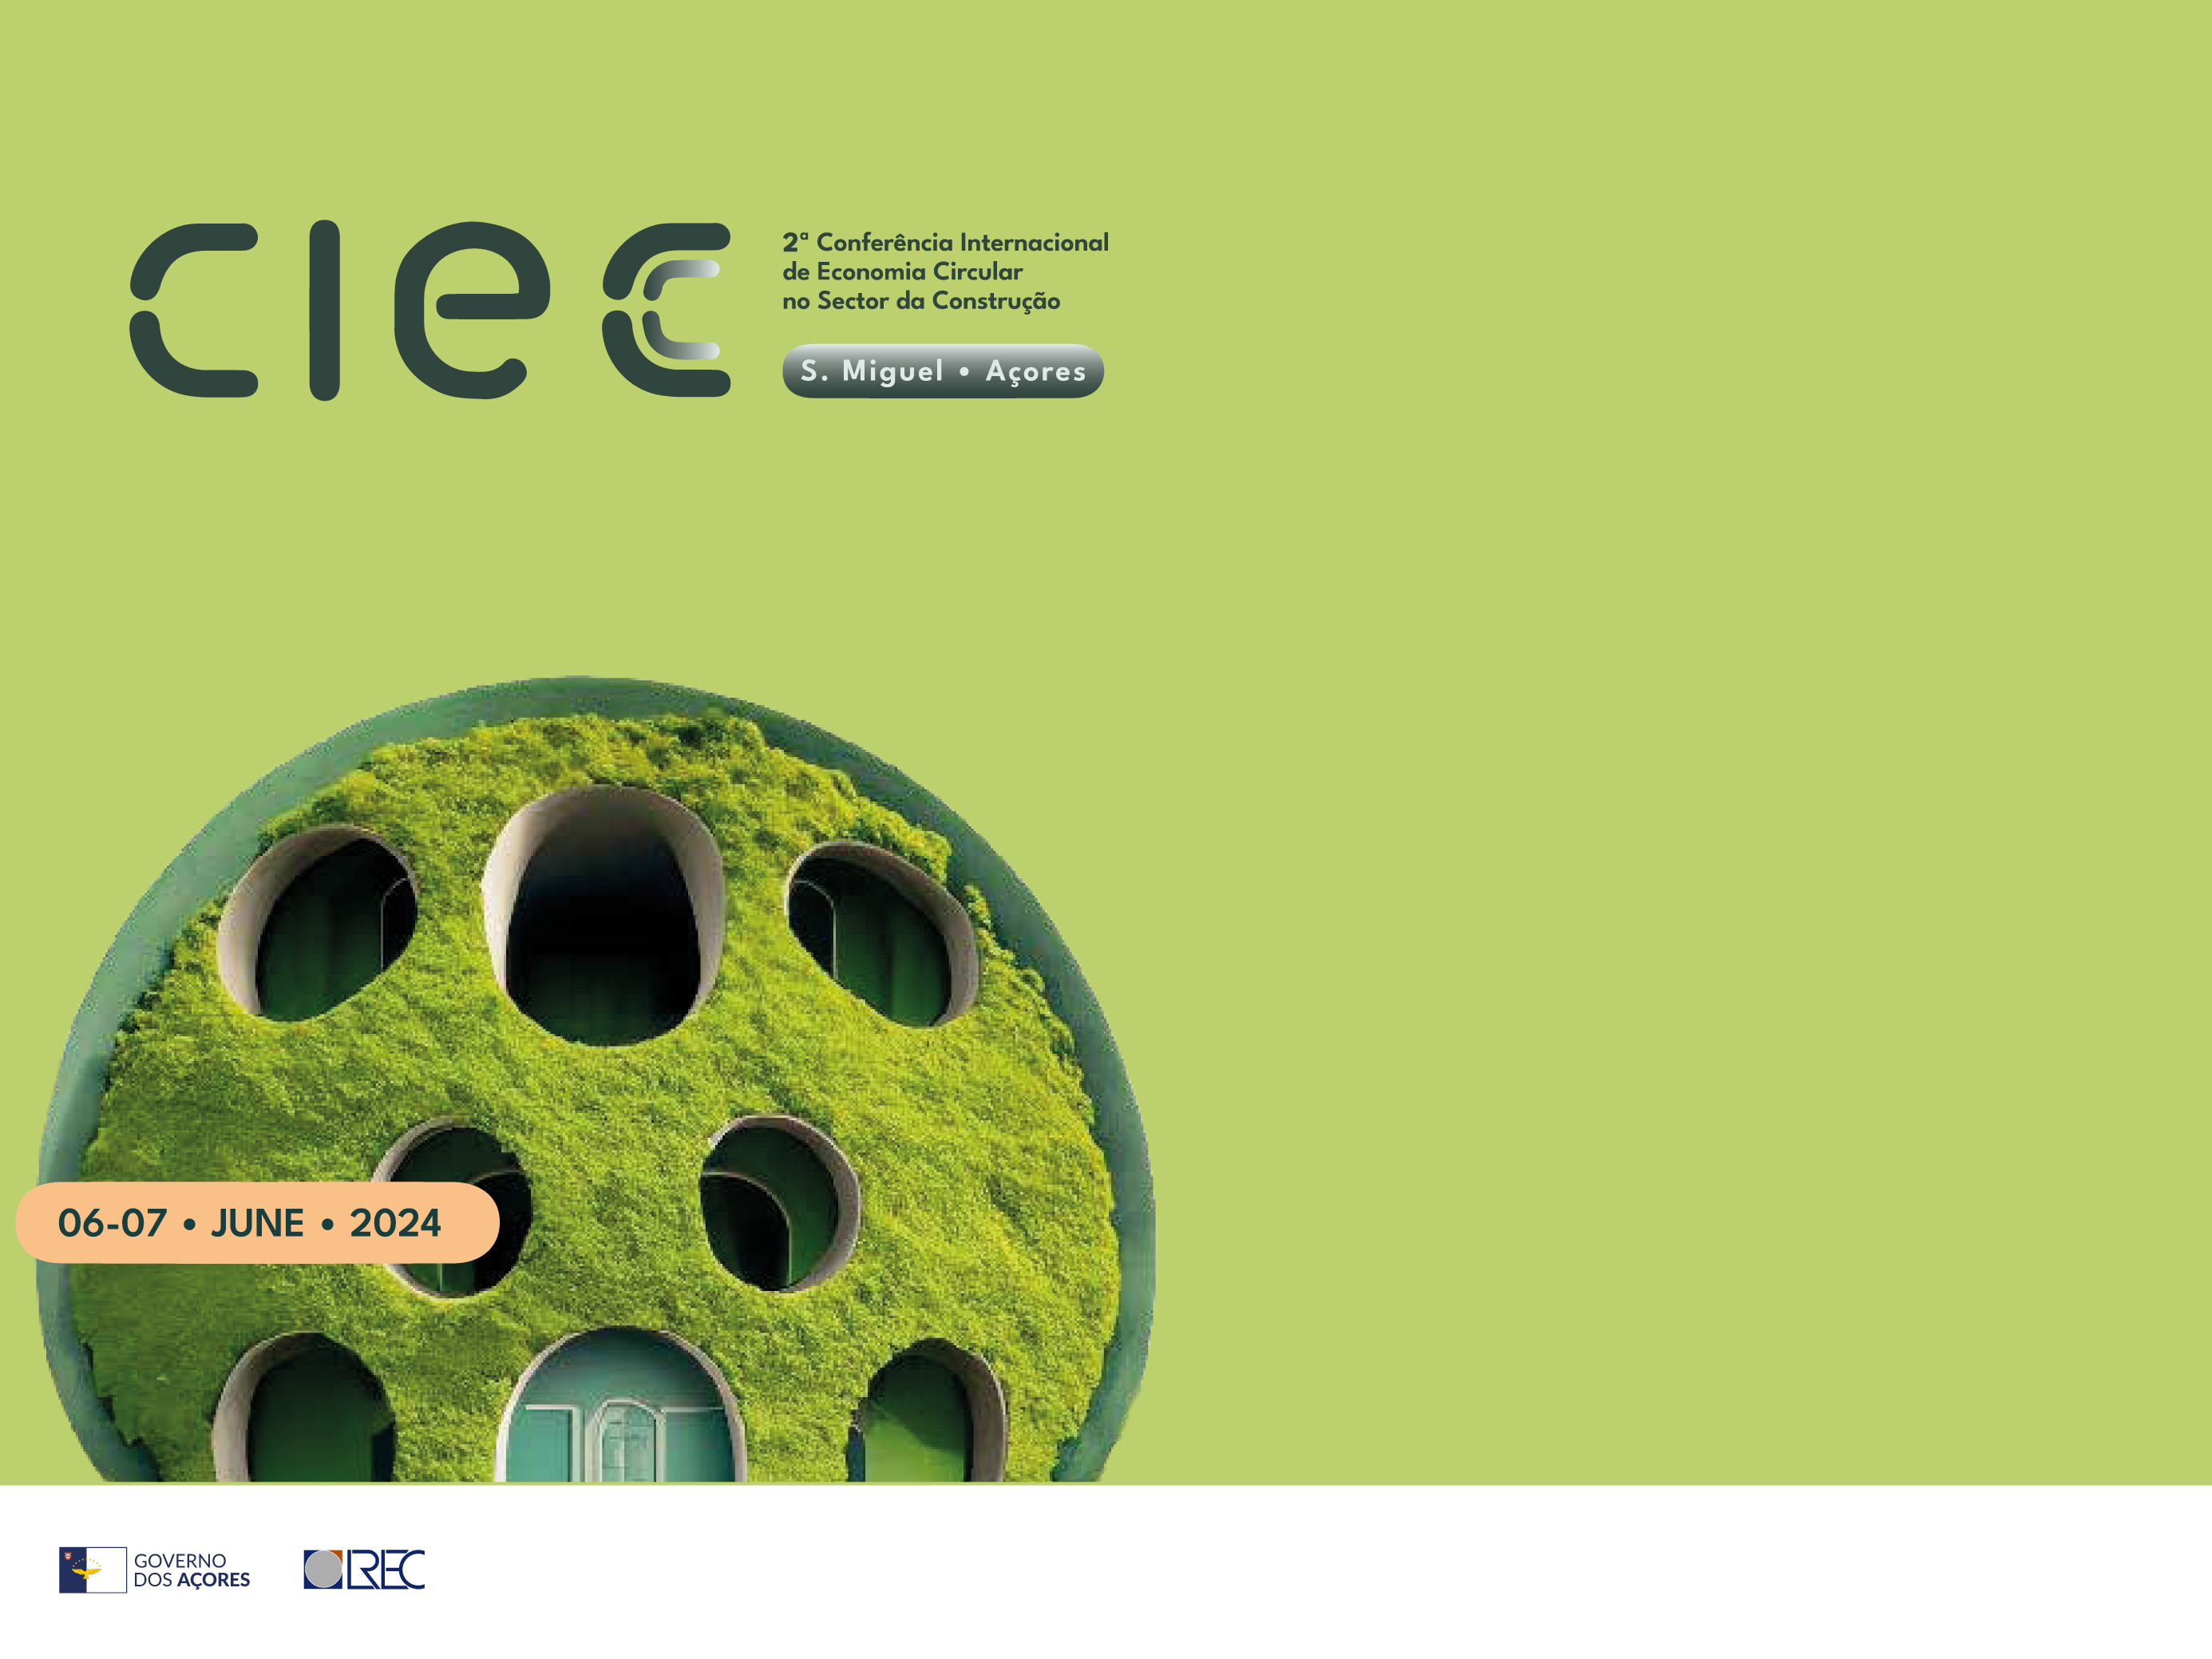 CIEC
2ª Conferência Internacional
de Economia Circular
no Sector da Construção
S. Miguel • Açores
06-07 • JUNE • 2024
GOVERNO
DOS AÇORES
LREC